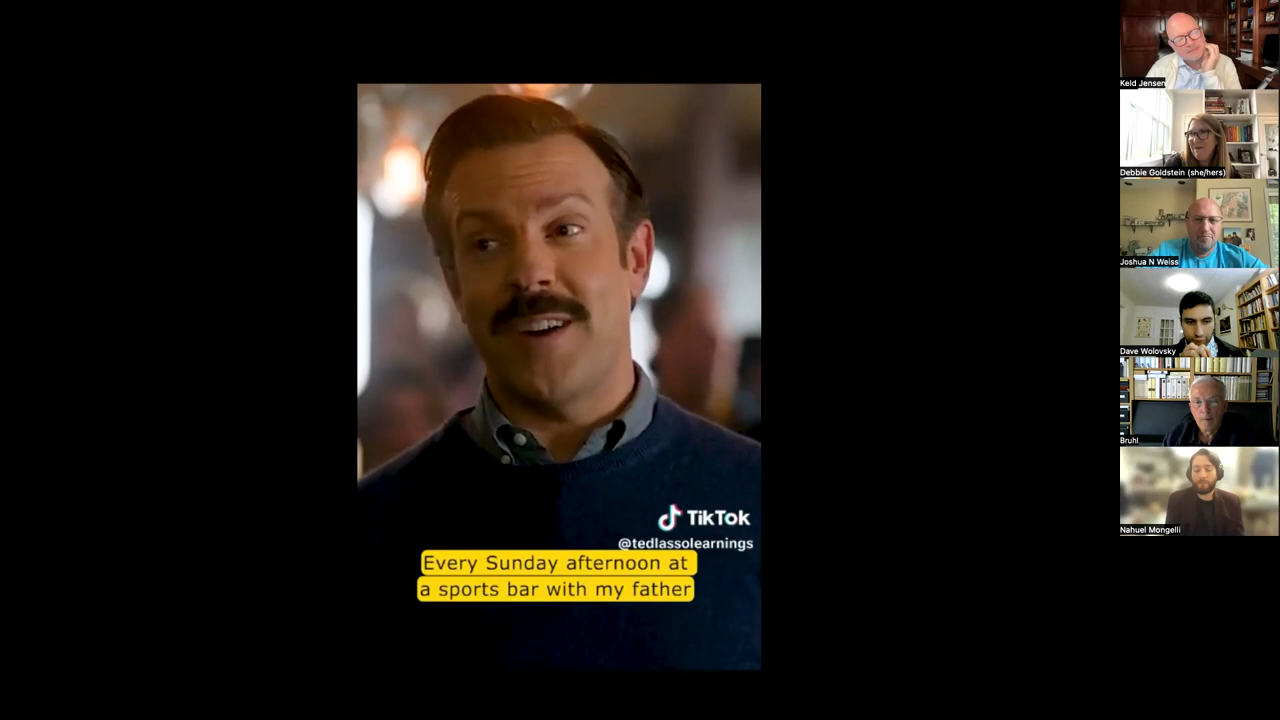 TikTok
@tedlassolearnings
Every Sunday afternoon at
a sports bar with my father
Keld Jensen
Debbie Goldstein (she/hers)
Joshua N Weiss
Dave Wolovsky
Bruhl
Nahuel Mongelli